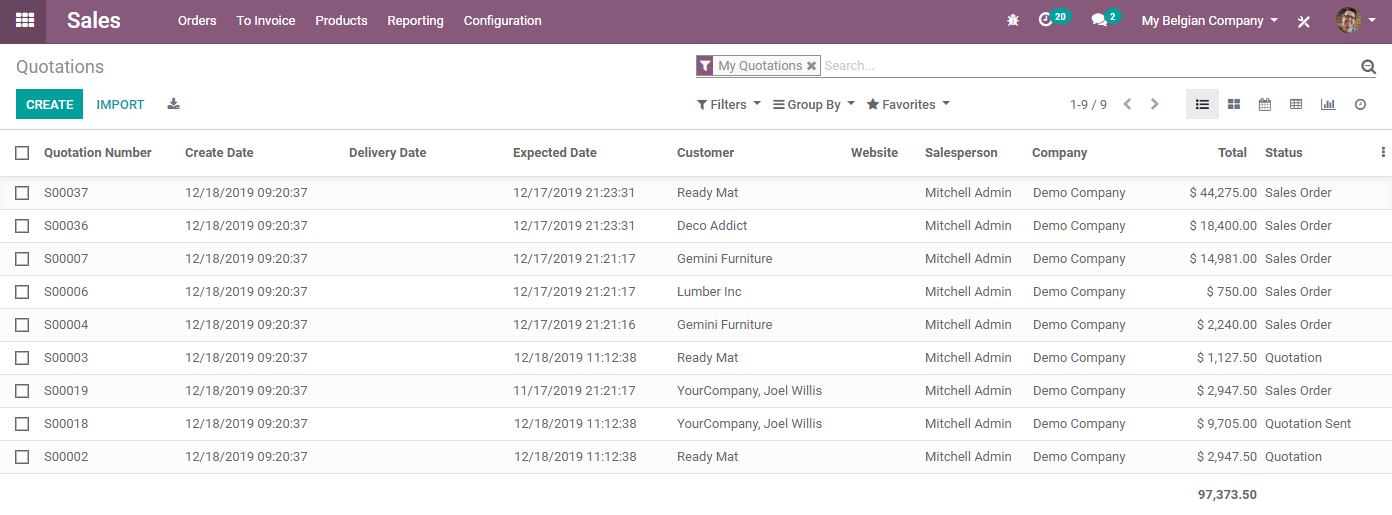 Sales Orders To Invoice Products Reporting Configuration 20 2 My Belgian Company
Quotations My Quotations Search...
CREATE IMPORT Filters Group By Favorites 1-9 / 9
Quotation Number Create Date Delivery Date Expected Date Customer Website Salesperson Company Total Status
S00037 12/18/2019 09:20:37 12/17/2019 21:23:31 Ready Mat Mitchell Admin Demo Company $ 44,275.00 Sales Order
S00036 12/18/2019 09:20:37 12/17/2019 21:23:31 Deco Addict Mitchell Admin Demo Company $ 18,400.00 Sales Order
S00007 12/18/2019 09:20:37 12/17/2019 21:21:17 Gemini Furniture Mitchell Admin Demo Company $ 14,981.00 Sales Order
S00006 12/18/2019 09:20:37 12/17/2019 21:21:17 Lumber Inc Mitchell Admin Demo Company $ 750.00 Sales Order
S00004 12/18/2019 09:20:37 12/17/2019 21:21:16 Gemini Furniture Mitchell Admin Demo Company $ 2,240.00 Sales Order
S00003 12/18/2019 09:20:37 12/18/2019 11:12:38 Ready Mat Mitchell Admin Demo Company $ 1,127.50 Quotation
S00019 12/18/2019 09:20:37 11/17/2019 21:21:17 YourCompany, Joel Willis Mitchell Admin Demo Company $ 2,947.50 Sales Order
S00018 12/18/2019 09:20:37 12/18/2019 11:12:38 YourCompany, Joel Willis Mitchell Admin Demo Company $ 9,705.00 Quotation Sent
S00002 12/18/2019 09:20:37 12/18/2019 11:12:38 Ready Mat Mitchell Admin Demo Company $ 2,947.50 Quotation
97,373.50